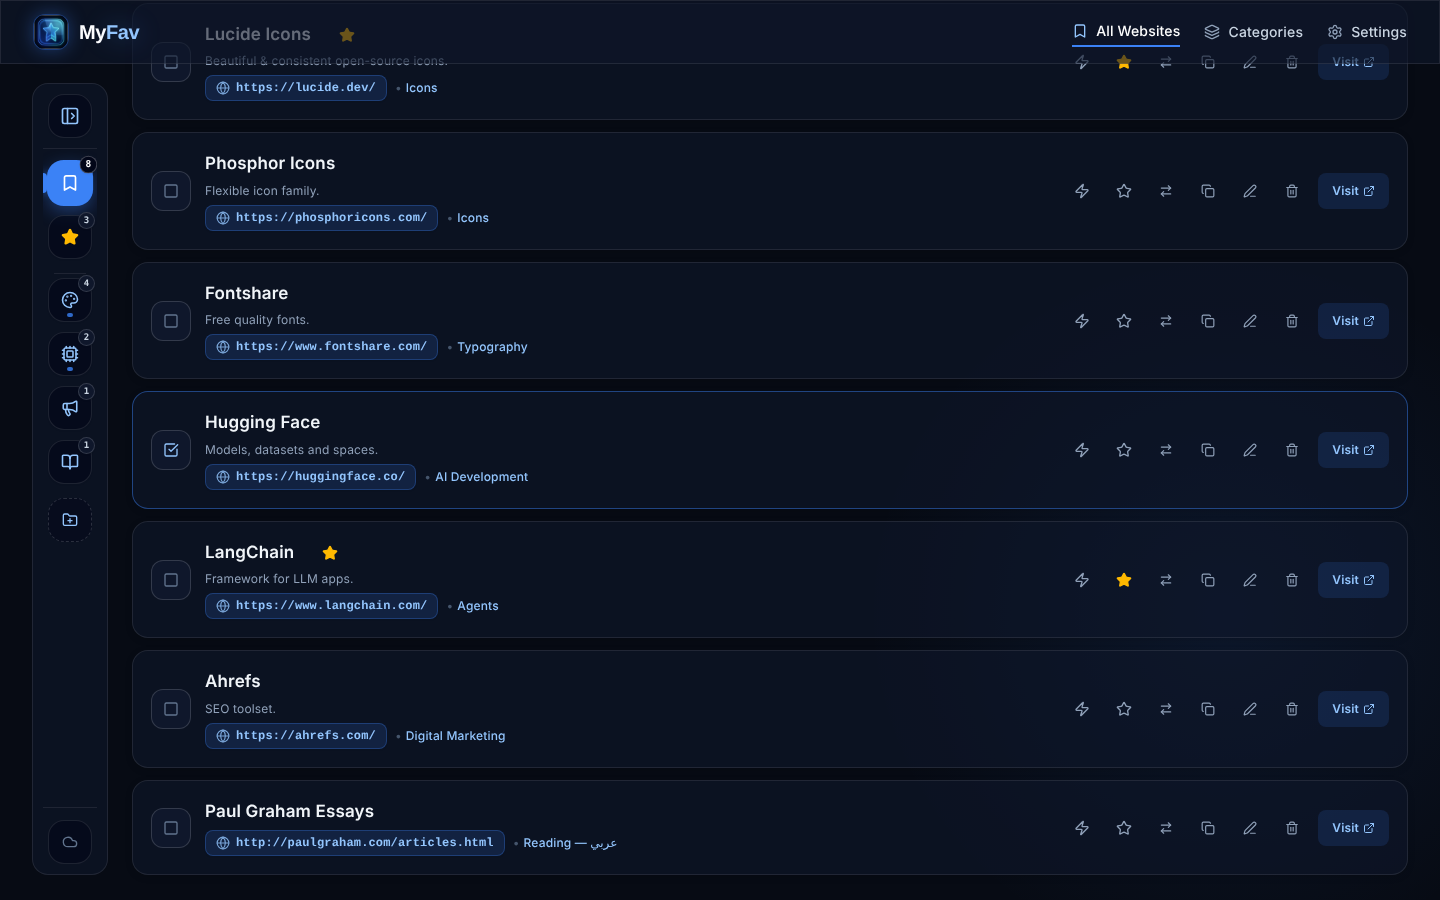 MyFav
All Websites
Categories
Settings
8
3
4
2
1
1
Lucide Icons
Beautiful & consistent open-source icons.
https://lucide.dev/ • Icons
Visit
Phosphor Icons
Flexible icon family.
https://phosphoricons.com/ • Icons
Visit
Fontshare
Free quality fonts.
https://www.fontshare.com/ • Typography
Visit
Hugging Face
Models, datasets and spaces.
https://huggingface.co/ • AI Development
Visit
LangChain
Framework for LLM apps.
https://www.langchain.com/ • Agents
Visit
Ahrefs
SEO toolset.
https://ahrefs.com/ • Digital Marketing
Visit
Paul Graham Essays
http://paulgraham.com/articles.html • Reading — عربي
Visit